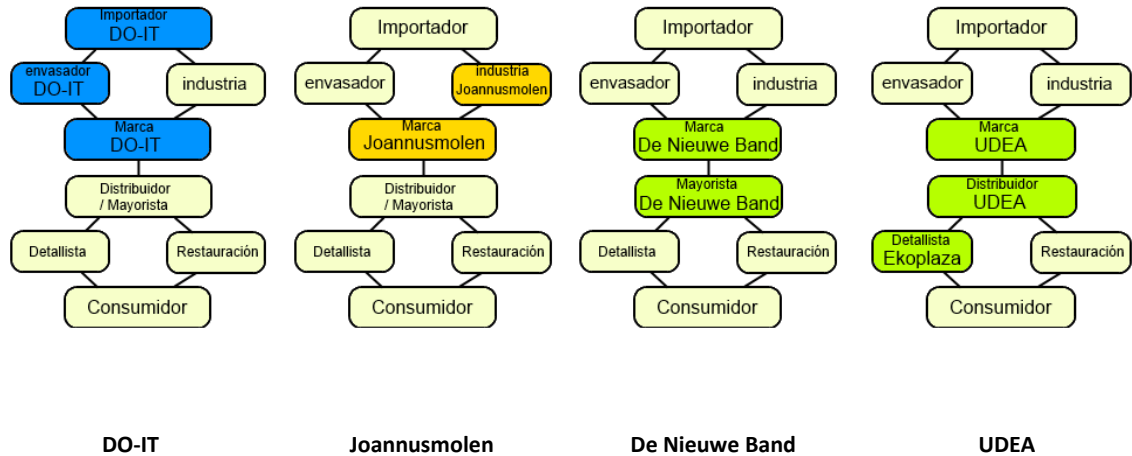 Importador
DO-IT
envasador
DO-IT
industria
Marca
DO-IT
Distribuidor
/ Mayorista
Detallista
Restauración
Consumidor
Importador
envasador
industria
Joannusmolen
Marca
Joannusmolen
Distribuidor
/ Mayorista
Detallista
Restauración
Consumidor
Importador
envasador
industria
Marca
De Nieuwe Band
Mayorista
De Nieuwe Band
Detallista
Restauración
Consumidor
Importador
envasador
industria
Marca
UDEA
Distribuidor
UDEA
Detallista
Ekoplaza
Restauración
Consumidor
DO-IT
Joannusmolen
De Nieuwe Band
UDEA